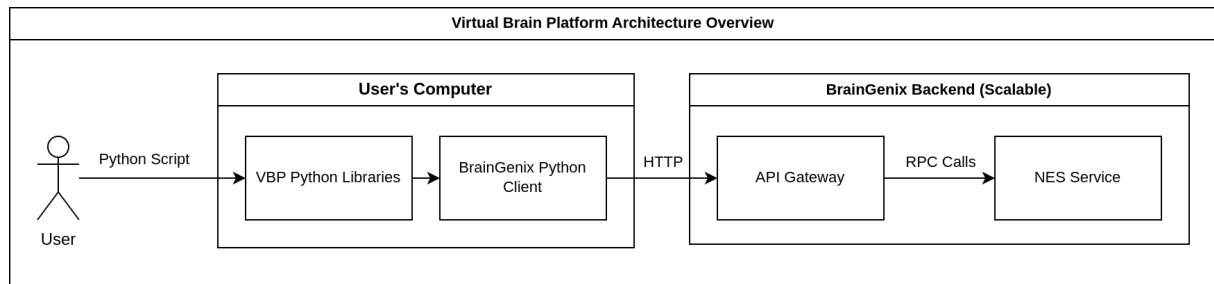 Virtual Brain Platform Architecture Overview
User's Computer
BrainGenix Backend (Scalable)
Python Script
VBP Python Libraries
BrainGenix Python
Client
HTTP
API Gateway
RPC Calls
NES Service
User